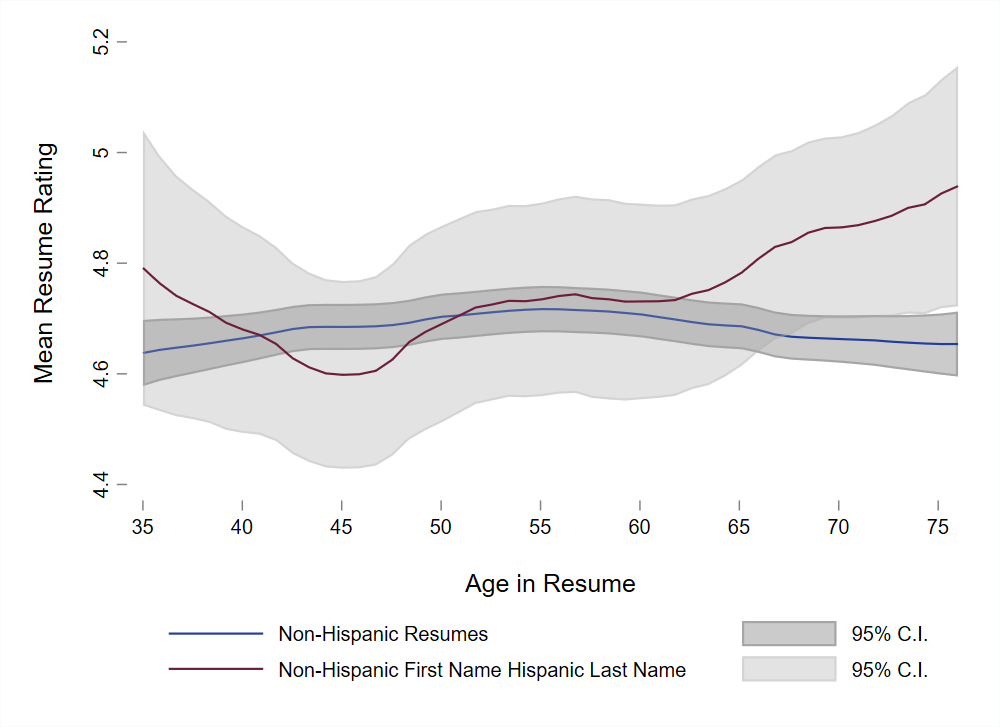 5.2
5
4.8
4.6
4.4
Mean Resume Rating
35 40 45 50 55 60 65 70 75
Age in Resume
Non-Hispanic Resumes 95% C.I.
Non-Hispanic First Name Hispanic Last Name 95% C.I.